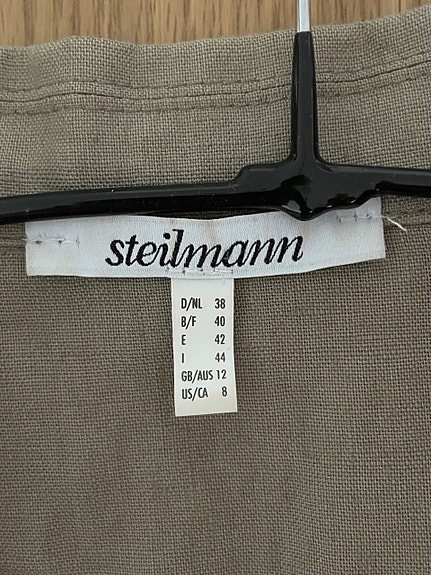 steilmann
D/NL 38
B/F 40
E 42
I 44
GB/AUS 12
US/CA 8